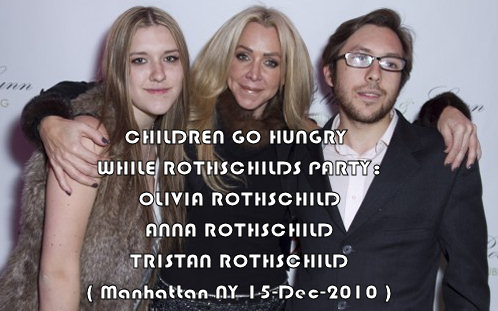 CHILDREN GO HUNGRY
WHILE ROTHSCHILDS PARTY:
OLIVIA ROTHSCHILD
ANNA ROTHSCHILD
TRISTAN ROTHSCHILD
( Manhattan NY 15-Dec-2010 )